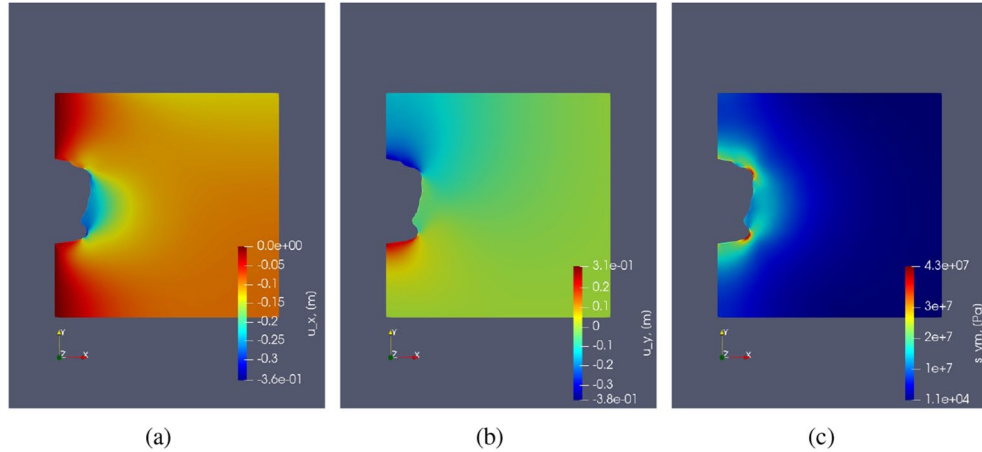 0.0e+00
-0.05
-0.1
-0.15
-0.2
-0.25
-0.3
-3.6e-01
u_x, (m)
Y
Z
X
3.1e-01
0.2
0.1
0
-0.1
-0.2
-0.3
-3.8e-01
u_y, (m)
Y
Z
X
4.3e+07
3e+7
2e+7
1e+7
1.1e+04
s_vm, (Pa)
Y
Z
X
(a)
(b)
(c)